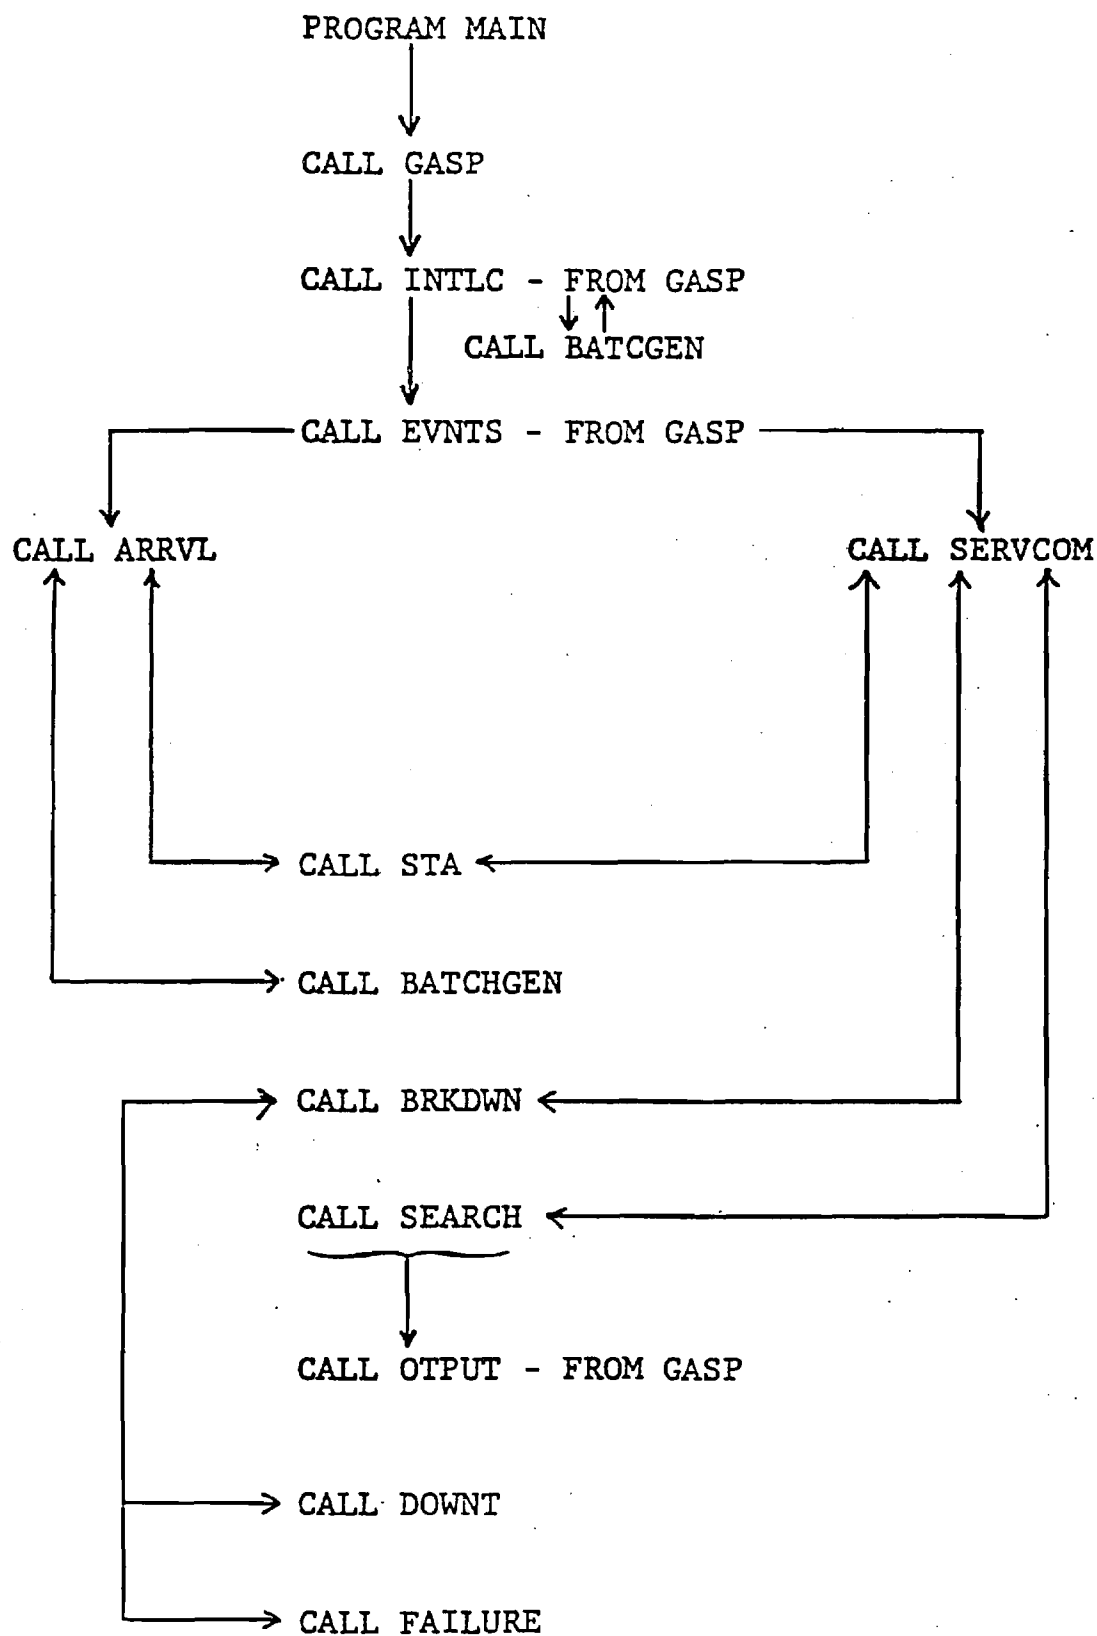 PROGRAM MAIN
CALL GASP
CALL INTLC - FROM GASP
CALL BATCGEN
CALL EVNTS - FROM GASP
CALL ARRVL
CALL SERVCOM
CALL STA
CALL BATCHGEN
CALL BRKDWN
CALL SEARCH
CALL OTPUT - FROM GASP
CALL DOWNT
CALL FAILURE